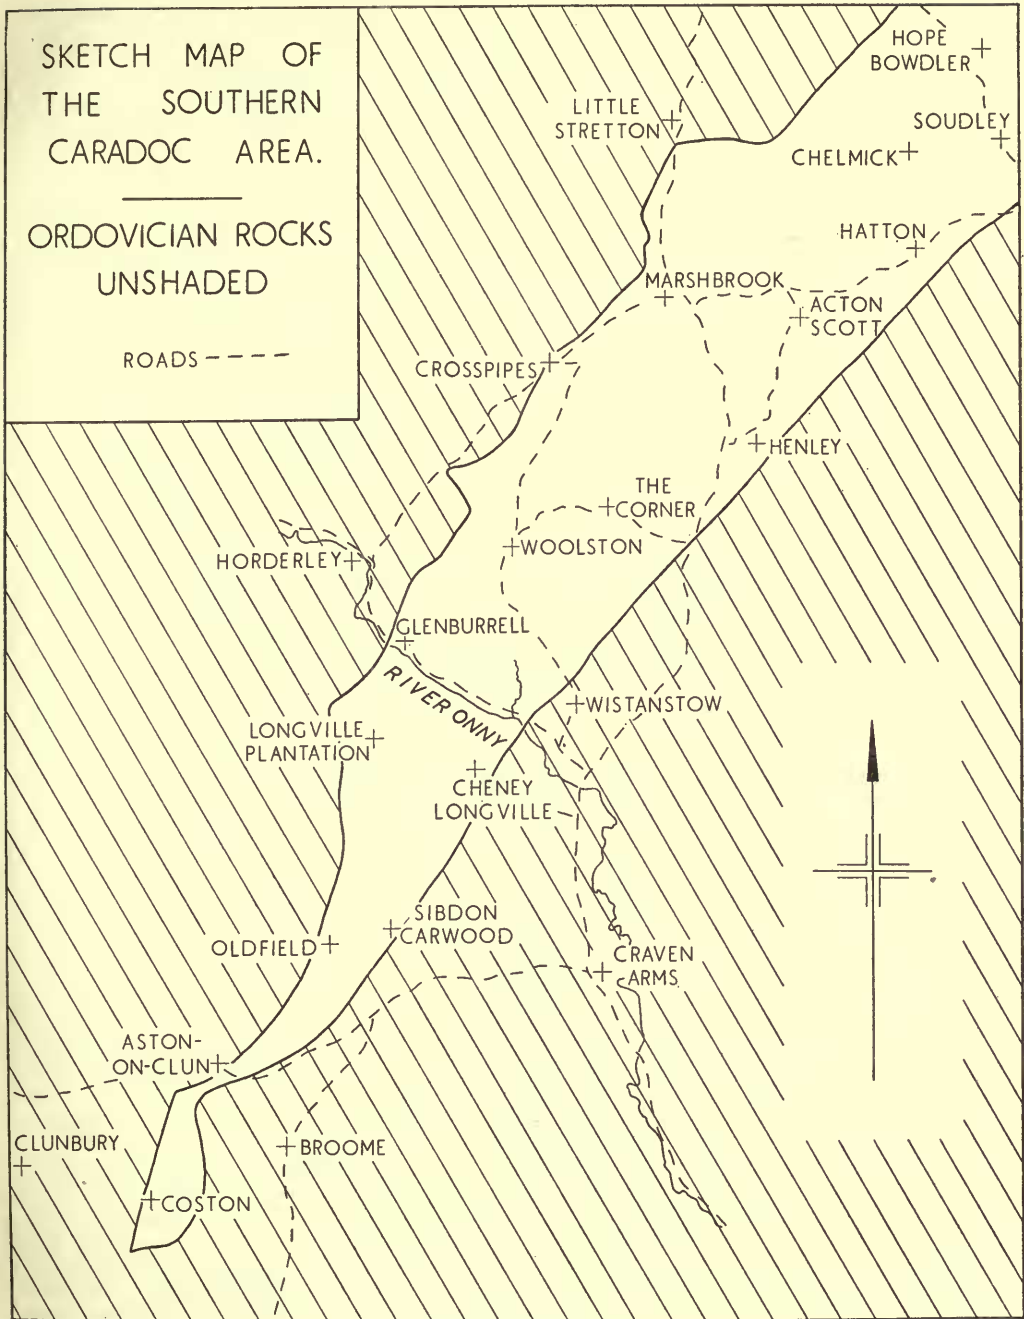 SKETCH MAP OF
THE SOUTHERN
CARADOC AREA.
ORDOVICIAN ROCKS
UNSHADED
ROADS
HOPE
BOWDLER
LITTLE
STRETTON
SOUDLEY
CHELMICK
HATTON
MARSHBROOK
ACTON
SCOTT
CROSSPIPES
HENLEY
THE
CORNER
WOOLSTON
HORDERLEY
GLENBURRELL
RIVER ONNY
WISTANSTOW
LONGVILLE
PLANTATION
CHENEY
LONGVILLE
SIBDON
CARWOOD
OLDFIELD
CRAVEN
ARMS
ASTON-
ON-CLUN
CLUNBURY
BROOME
COSTON